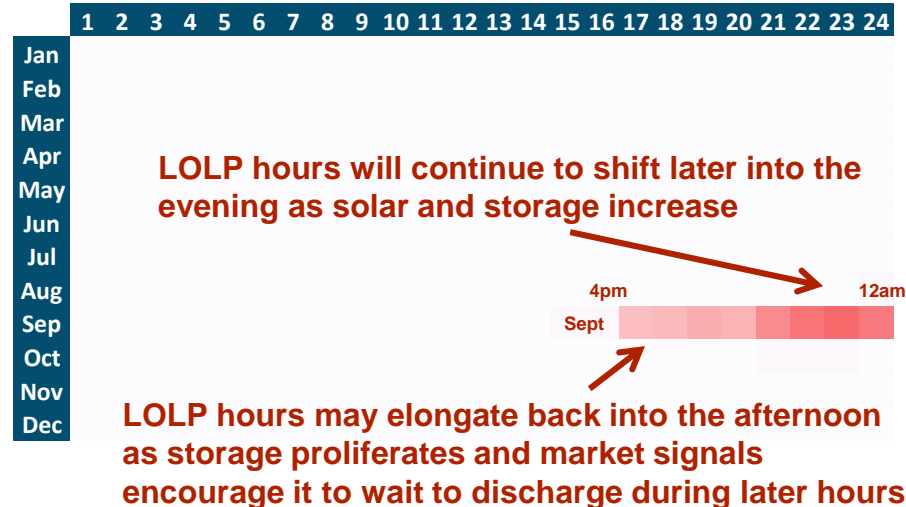 1 2 3 4 5 6 7 8 9 10 11 12 13 14 15 16 17 18 19 20 21 22 23 24
Jan
Feb
Mar
Apr
May
Jun
Jul
Aug
Sep
Oct
Nov
Dec
LOLP hours will continue to shift later into the
evening as solar and storage increase
4pm 12am
Sept
LOLP hours may elongate back into the afternoon
as storage proliferates and market signals
encourage it to wait to discharge during later hours